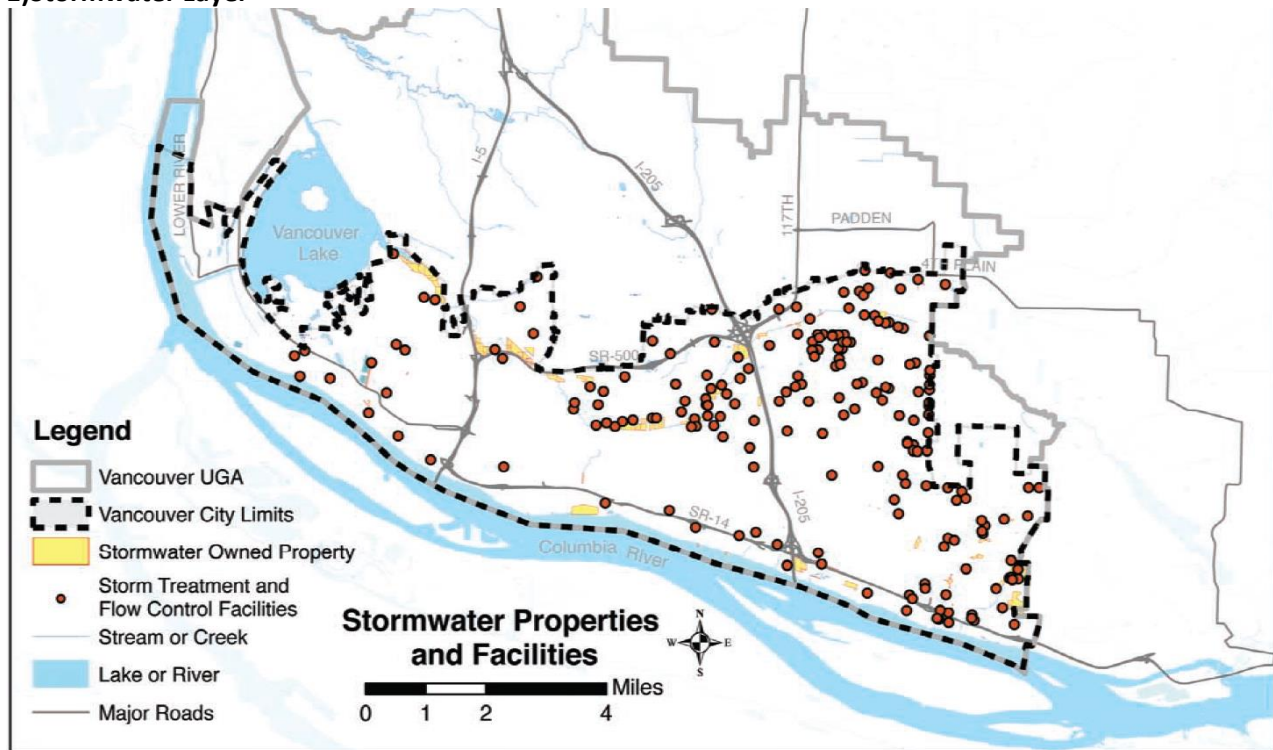 Stormwater Layer
I-5
I-205
LOWER RIVER
117TH
PADDEN
Vancouver
Lake
4TH PLAIN
SR-500
Legend
Vancouver UGA
Vancouver City Limits
Stormwater Owned Property
Storm Treatment and
Flow Control Facilities
Stream or Creek
Lake or River
Major Roads
I-205
SR-14
Columbia River
Stormwater Properties
and Facilities
N
W E
S
Miles
0 1 2 4